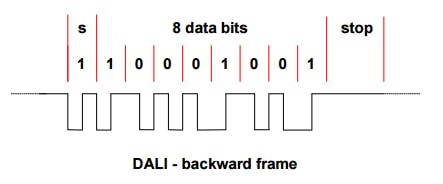 s 8 data bits stop
1 1 0 0 0 1 0 0 1
DALI - backward frame